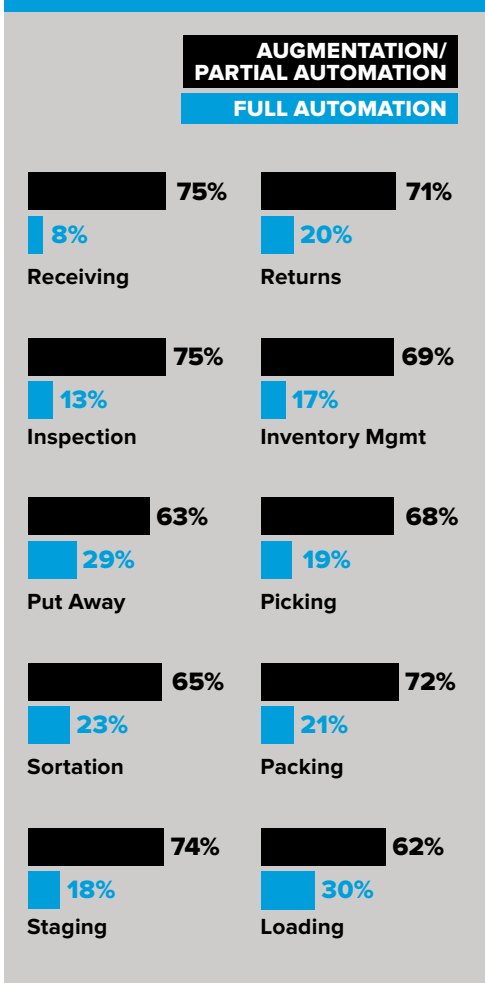 AUGMENTATION/
PARTIAL AUTOMATION
FULL AUTOMATION
75%
8%
Receiving
71%
20%
Returns
75%
13%
Inspection
69%
17%
Inventory Mgmt
63%
29%
Put Away
68%
19%
Picking
65%
23%
Sortation
72%
21%
Packing
74%
18%
Staging
62%
30%
Loading